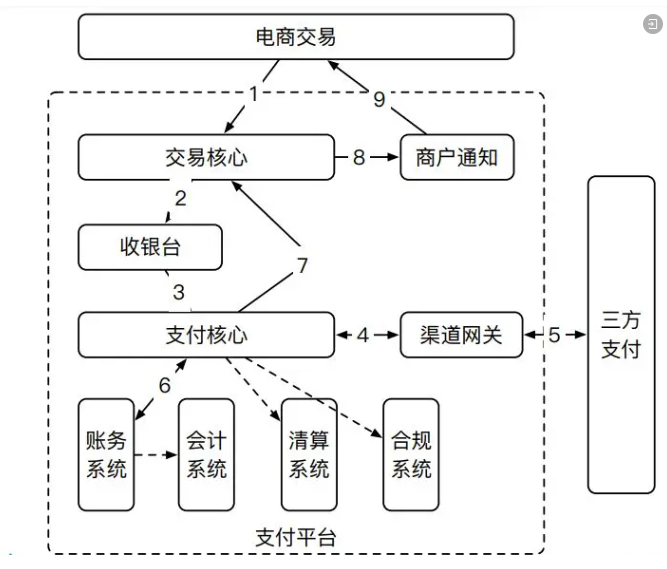 电商交易
1
9
交易核心
8
商户通知
2
收银台
7
3
三方
支付
支付核心
4
渠道网关
5
6
账务
系统
会计
系统
清算
系统
合规
系统
支付平台